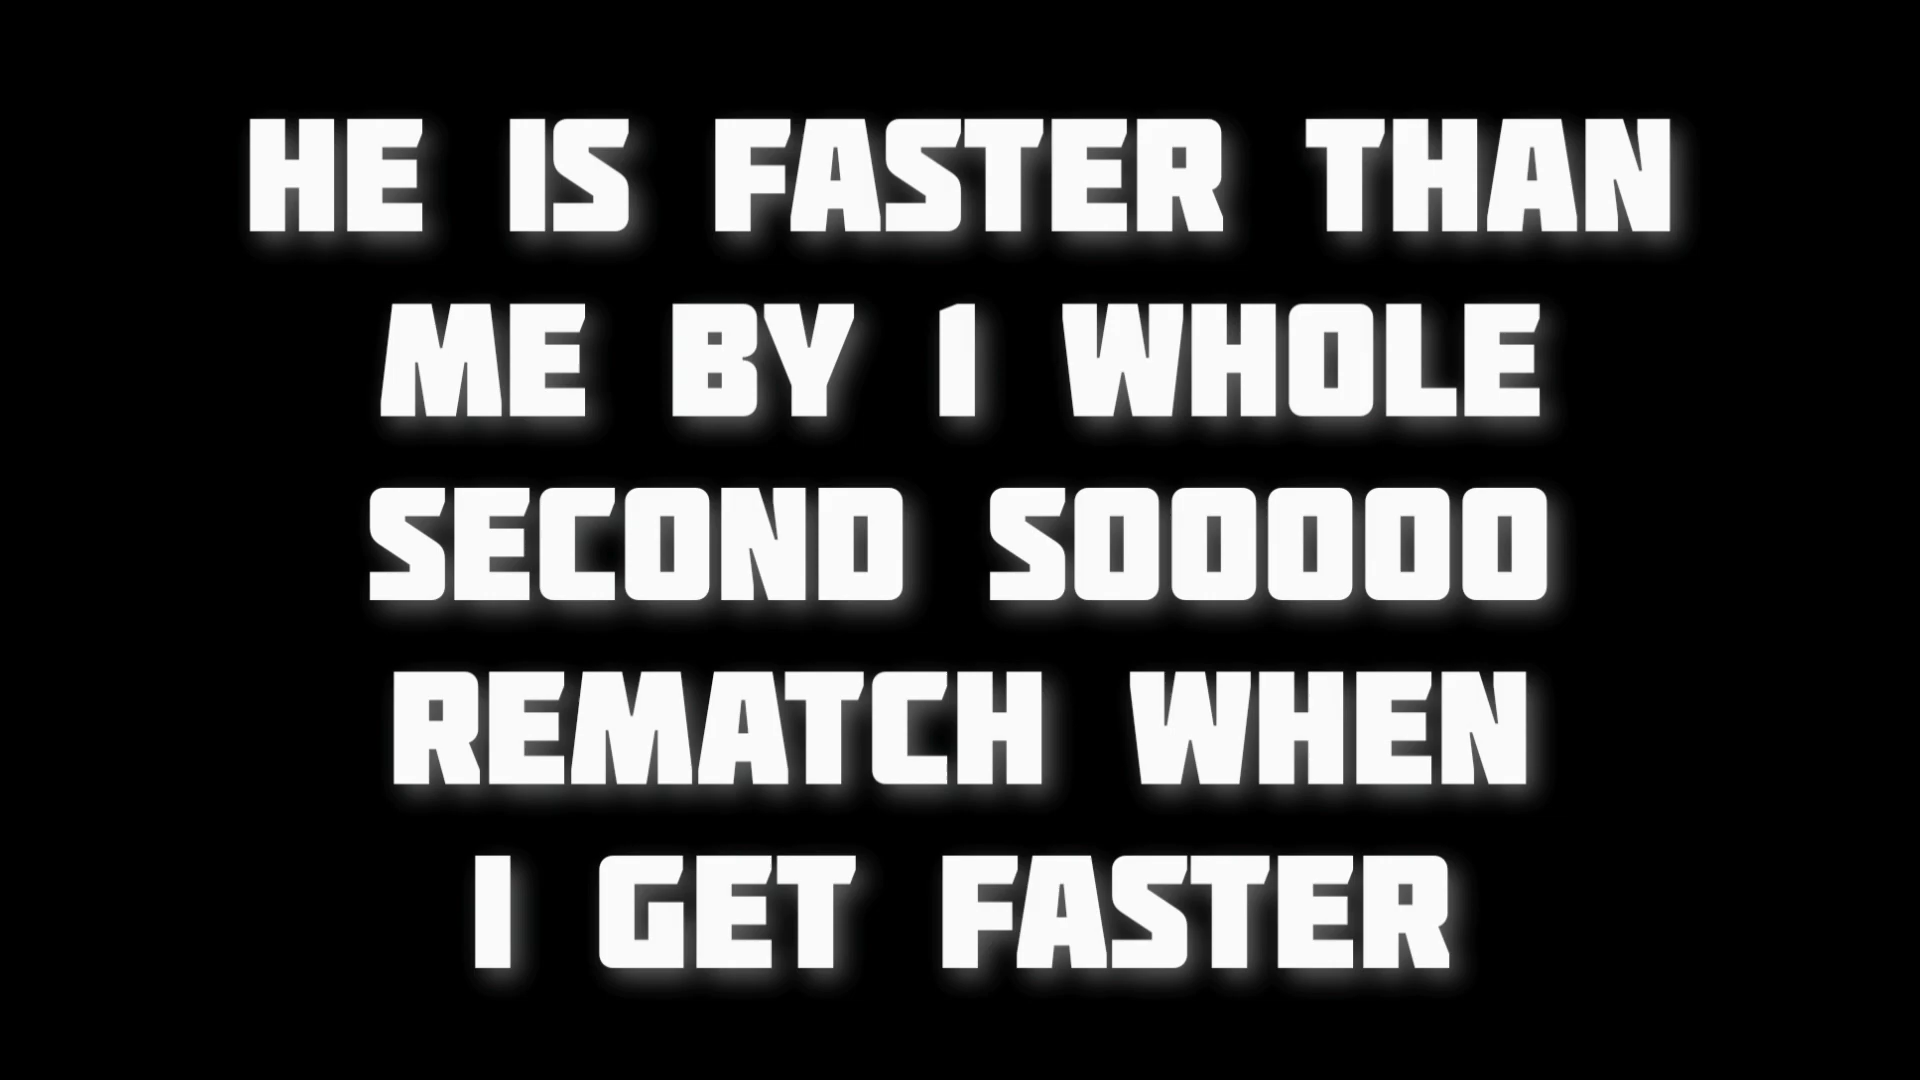 HE IS FASTER THAN
ME BY 1 WHOLE
SECOND SOOOOO
REMATCH WHEN
I GET FASTER